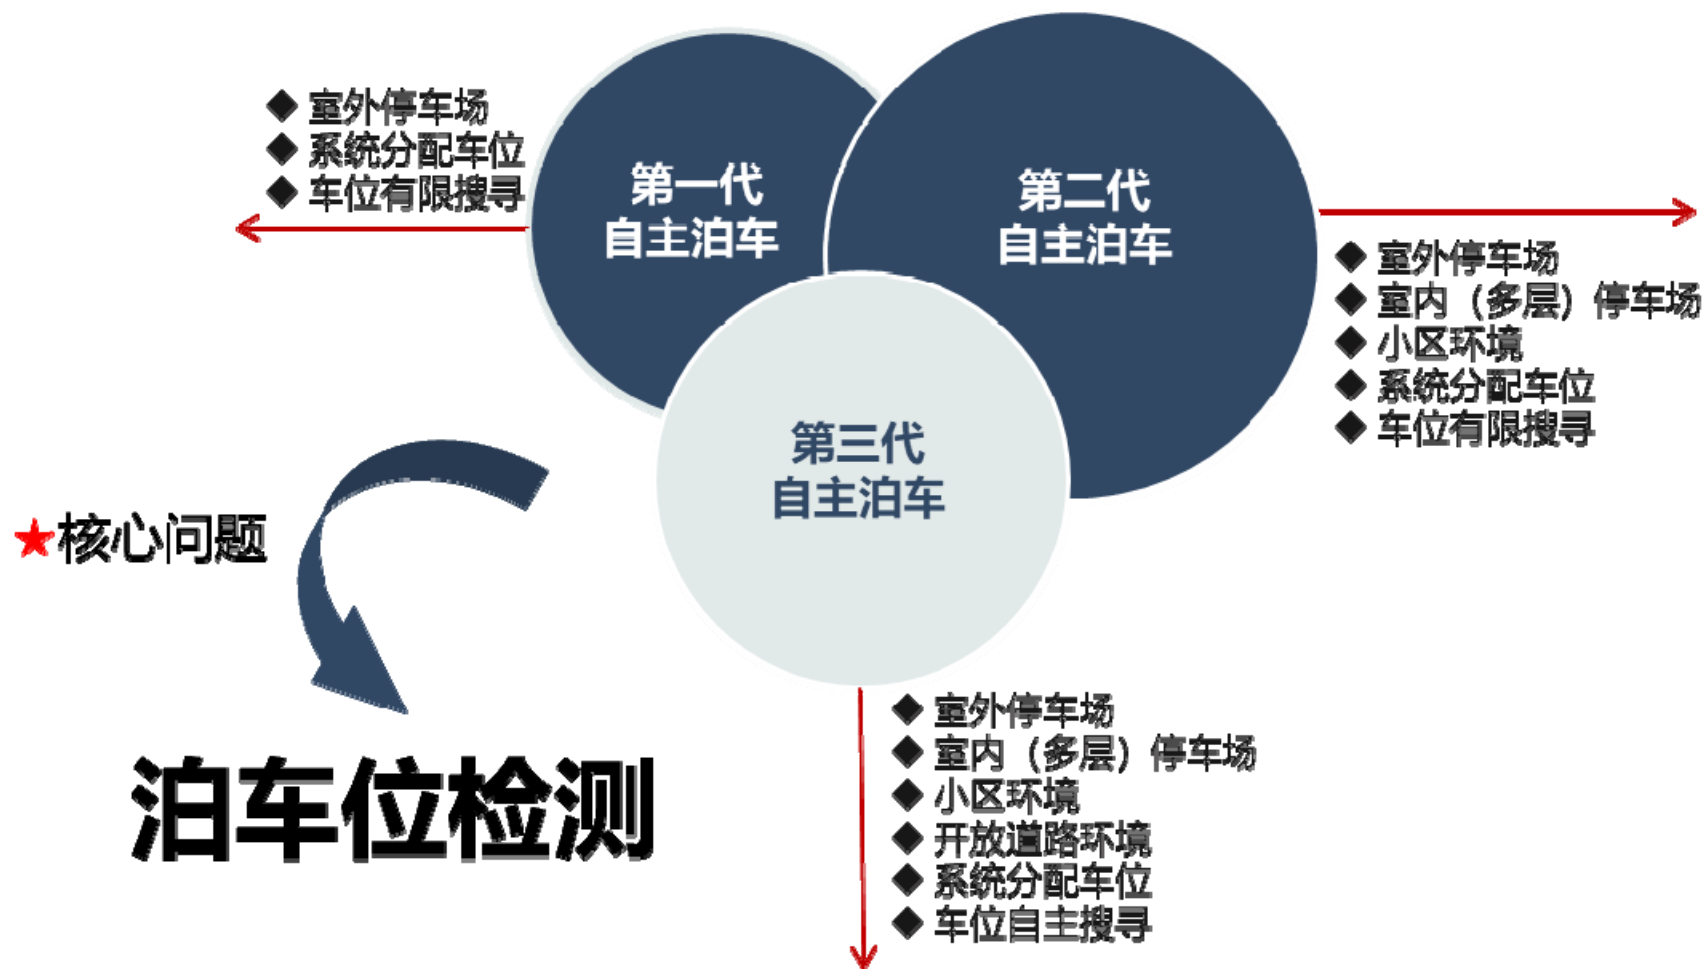 ◆ 室外停车场
◆ 系统分配车位
◆ 车位有限搜寻
第一代
自主泊车
第二代
自主泊车
◆ 室外停车场
◆ 室内（多层）停车场
◆ 小区环境
◆ 系统分配车位
◆ 车位有限搜寻
第三代
自主泊车
★核心问题
泊车位检测
◆ 室外停车场
◆ 室内（多层）停车场
◆ 小区环境
◆ 开放道路环境
◆ 系统分配车位
◆ 车位自主搜寻